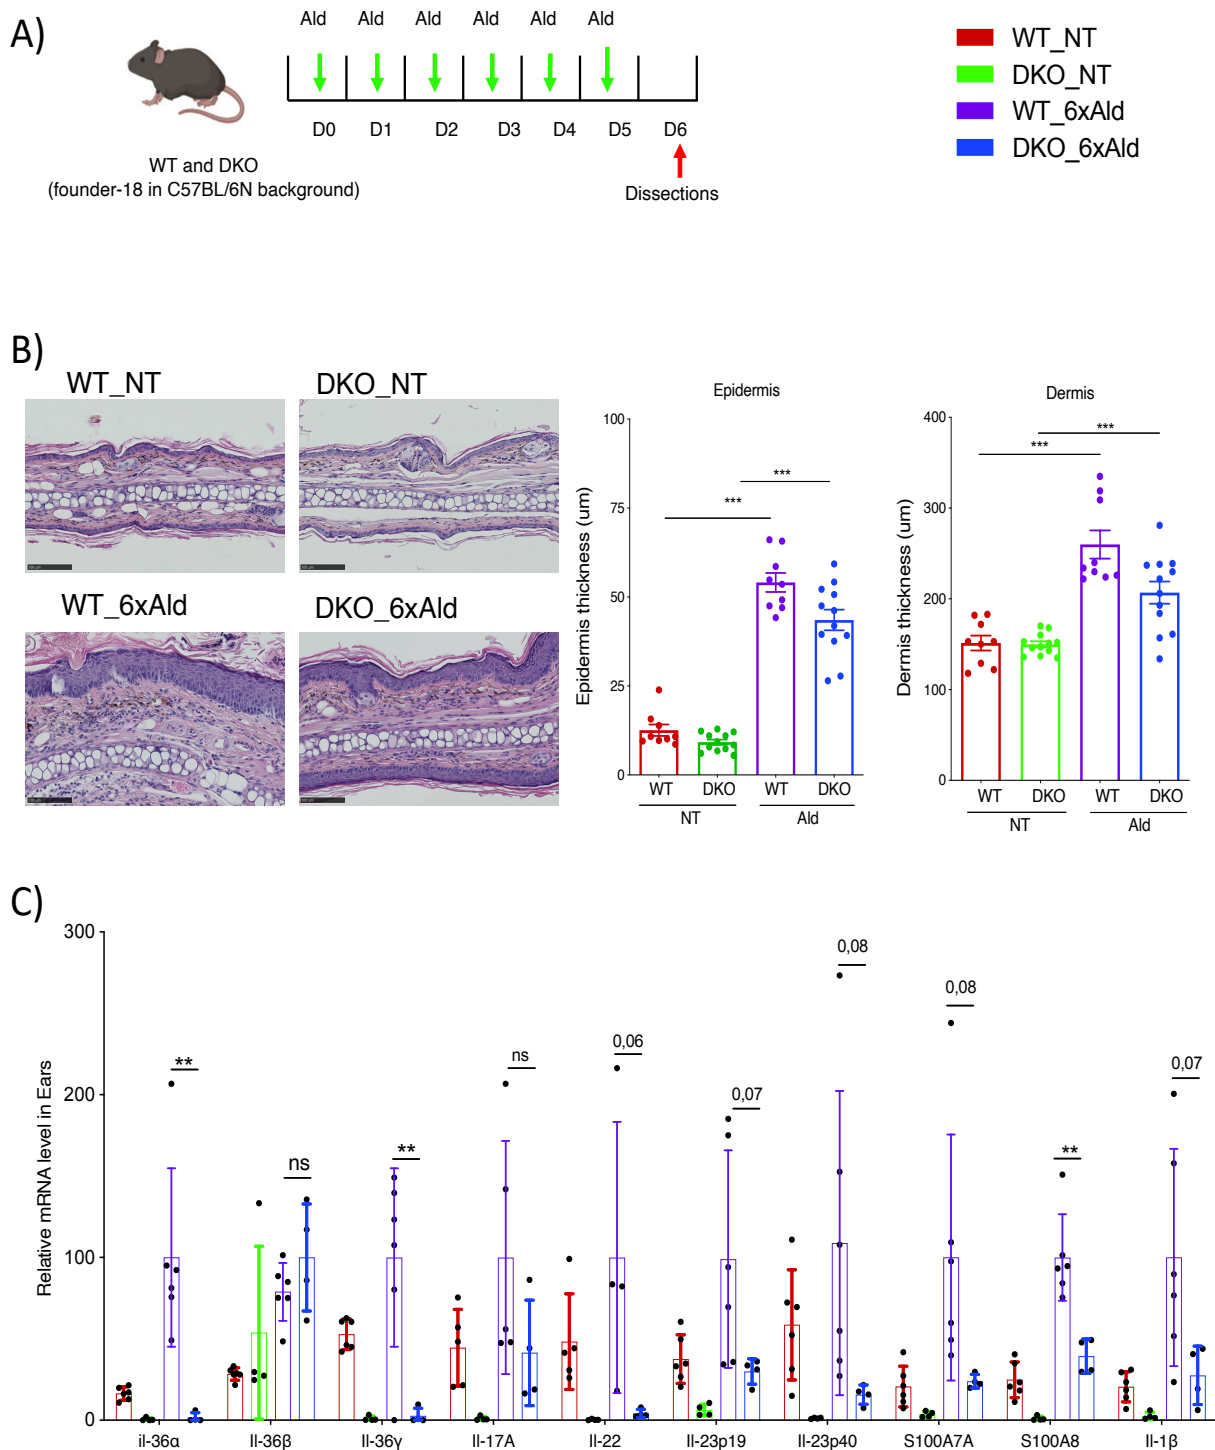 A)
Ald Ald Ald Ald Ald Ald
D0 D1 D2 D3 D4 D5 D6
WT and DKO
(founder-18 in C57BL/6N background)
Dissections
WT_NT
DKO_NT
WT_6xAld
DKO_6xAld
B)
WT_NT
DKO_NT
WT_6xAld
DKO_6xAld
Epidermis
Epidermis thickness (um)
100
75
50
25
0
***
***
WT DKO WT DKO
NT Ald
Dermis
Dermis thickness (um)
400
300
200
100
0
***
***
WT DKO WT DKO
NT Ald
C)
Relative mRNA level in Ears
300
200
100
0
** ns ** ns 0,06 0,07 0,08 0,08 ** 0,07
il-36α Il-36β Il-36γ Il-17A Il-22 Il-23p19 Il-23p40 S100A7A S100A8 Il-1β